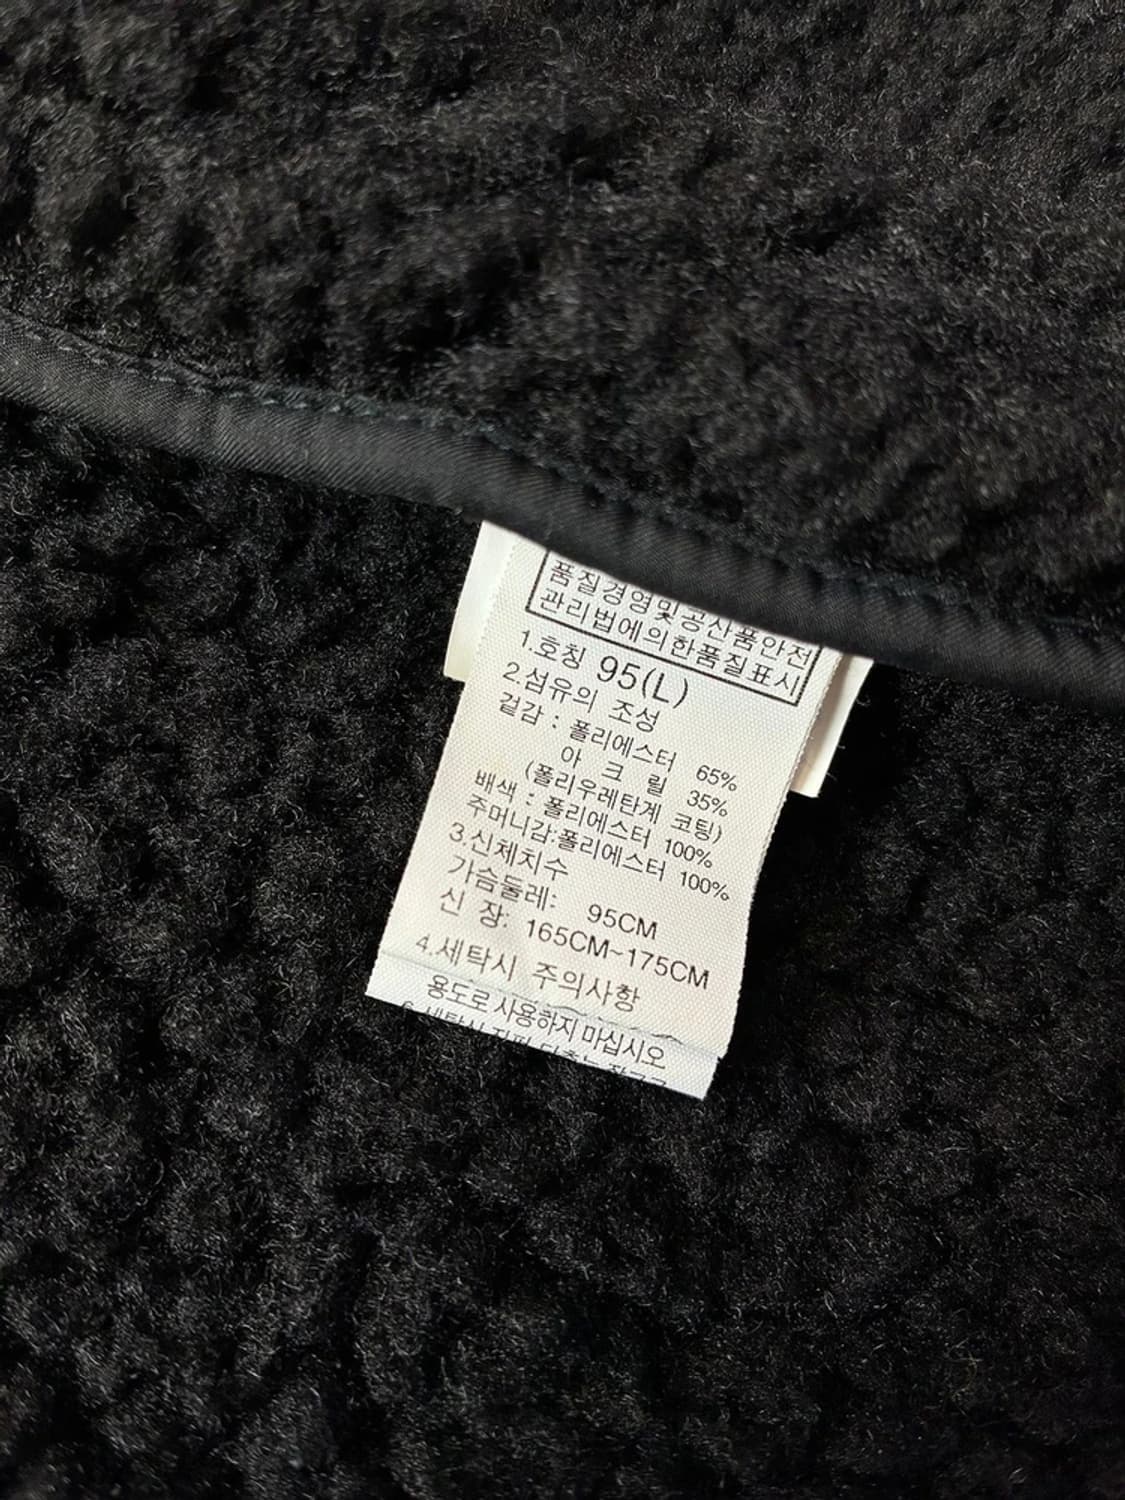 품질경영및공산품안전
관리법에의한품질표시
1.호칭 95(L)
2.섬유의 조성
겉감 : 폴리에스터 65%
아 크 릴 35%
(폴리우레탄계 코팅)
배색 : 폴리에스터 100%
주머니감:폴리에스터 100%
3.신체치수
가슴둘레: 95CM
신 장: 165CM~175CM
4.세탁시 주의사항
용도로 사용하지 마십시오
세탁시